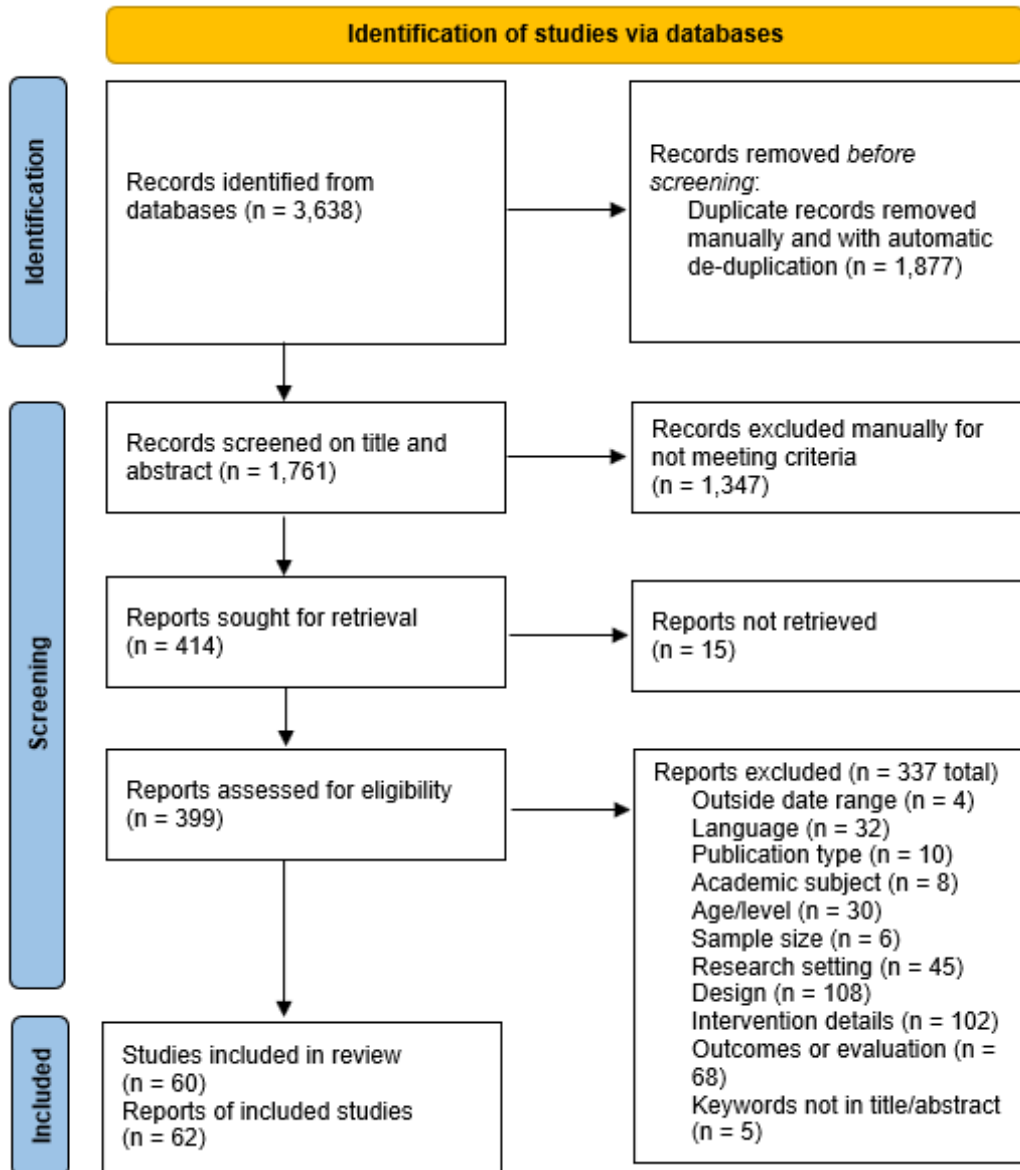 Identification of studies via databases
Identification
Records identified from
databases (n = 3,638)
Records removed before
screening:
Duplicate records removed
manually and with automatic
de-duplication (n = 1,877)
Screening
Records screened on title and
abstract (n = 1,761)
Records excluded manually for
not meeting criteria
(n = 1,347)
Reports sought for retrieval
(n = 414)
Reports not retrieved
(n = 15)
Reports assessed for eligibility
(n = 399)
Reports excluded (n = 337 total)
Outside date range (n = 4)
Language (n = 32)
Publication type (n = 10)
Academic subject (n = 8)
Age/level (n = 30)
Sample size (n = 6)
Research setting (n = 45)
Design (n = 108)
Intervention details (n = 102)
Outcomes or evaluation (n =
68)
Keywords not in title/abstract
(n = 5)
Included
Studies included in review
(n = 60)
Reports of included studies
(n = 62)